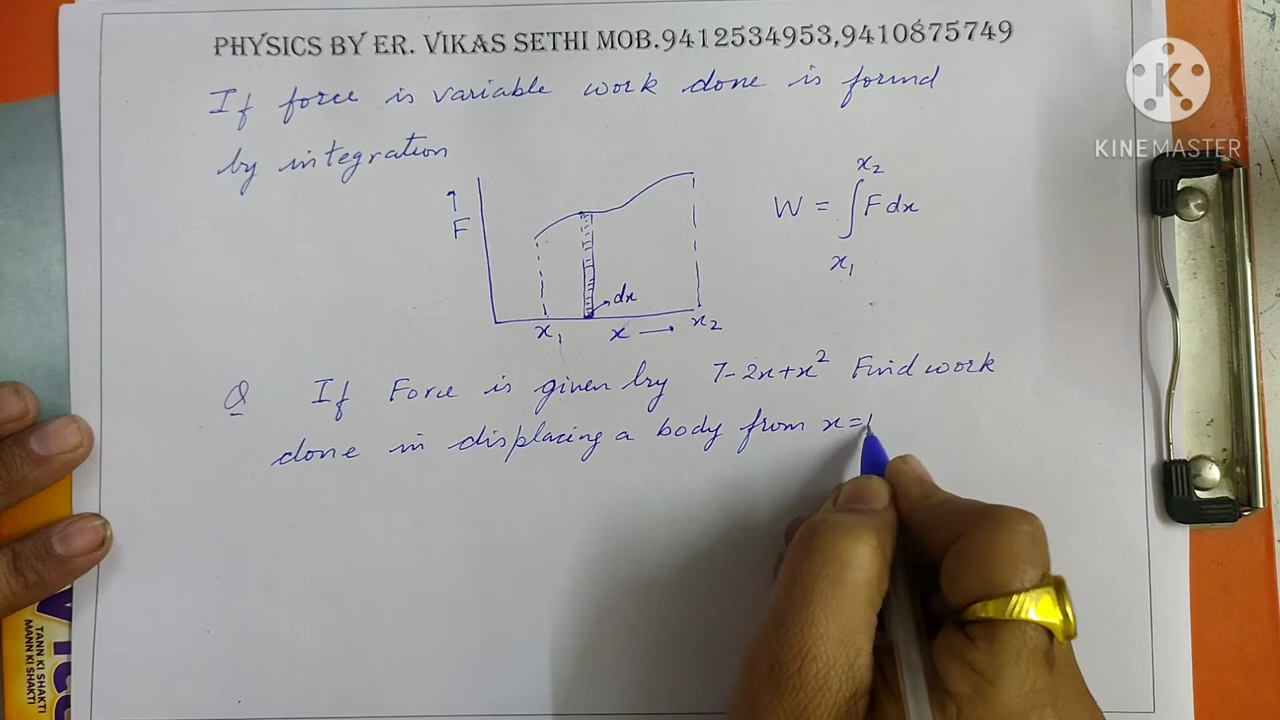 PHYSICS BY ER. VIKAS SETHI MOB.9412534953,9410875749
If force is variable work done is found
by integration
K
KINEMASTER
F
W = ∫ F dx
x2
x1
dx
x1 x → x2
Q If Force is given by 7-2x+x² Find work
done in displacing a body from x=
TANN KI SHAKTI
MANN KI SHAKTI